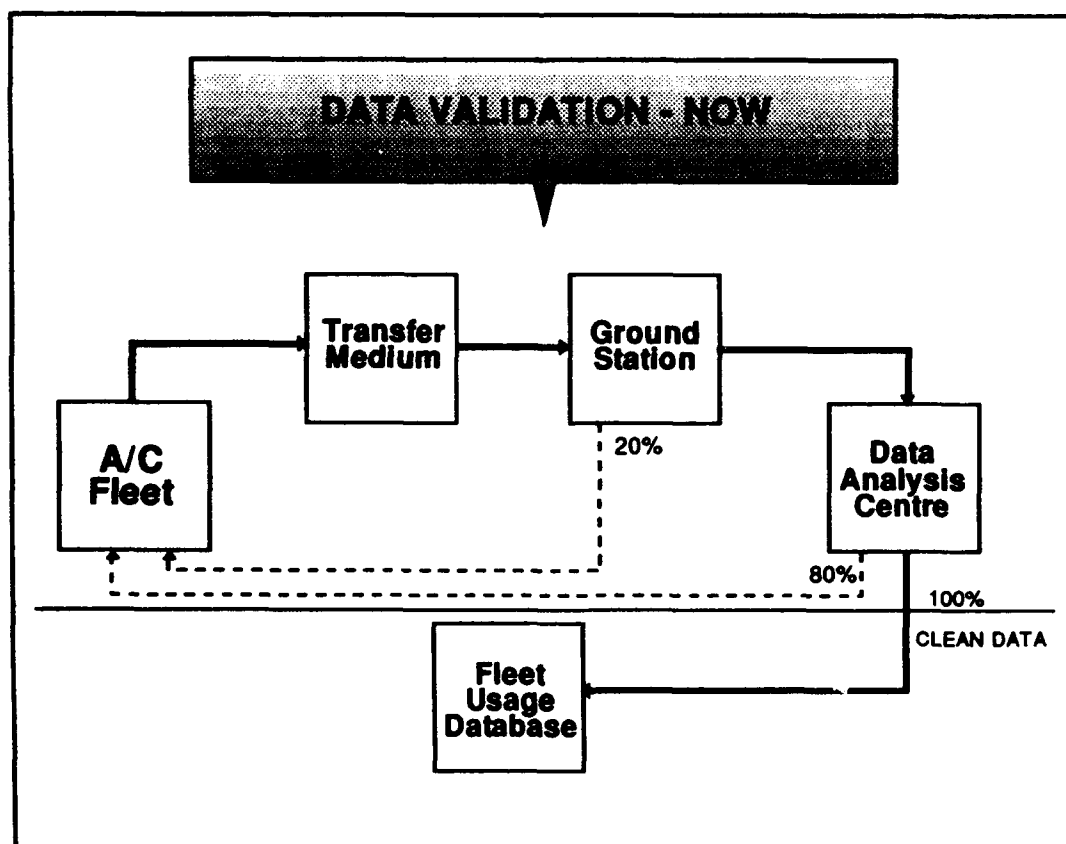 DATA VALIDATION - NOW
Transfer
Medium
Ground
Station
A/C
Fleet
20%
Data
Analysis
Centre
80%
100%
CLEAN DATA
Fleet
Usage
Database